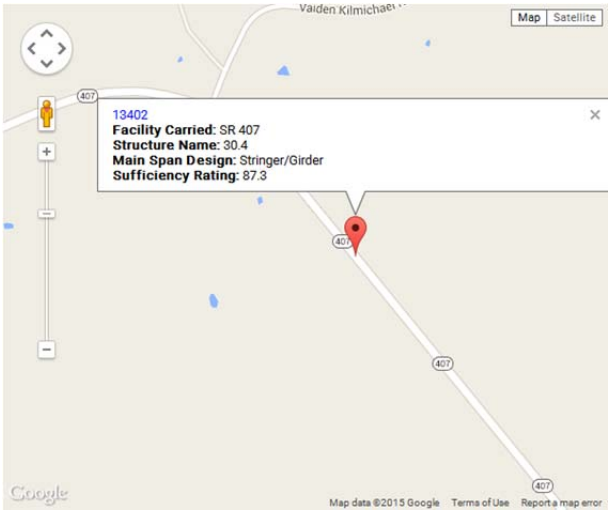 Vaiden Kilmichael
Map Satellite
407
13402
Facility Carried: SR 407
Structure Name: 30.4
Main Span Design: Stringer/Girder
Sufficiency Rating: 87.3
407
407
407
Google
Map data ©2015 Google Terms of Use Report a map error